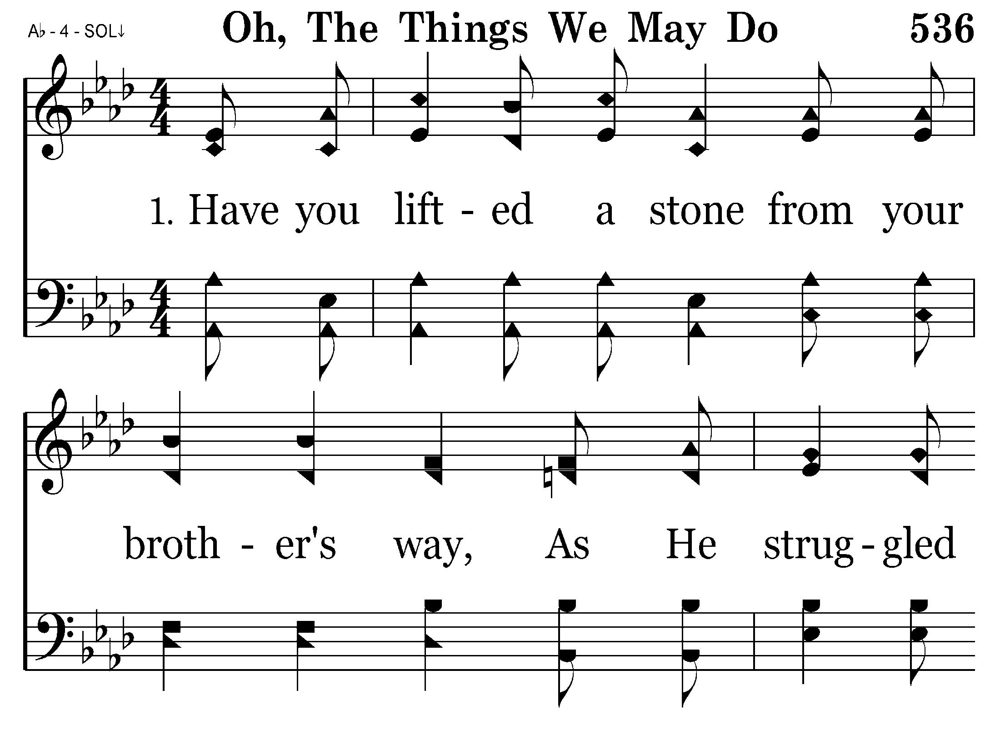 A♭ - 4 - SOL↓ Oh, The Things We May Do 536
1. Have you lift - ed a stone from your
broth - er's way, As He strug - gled